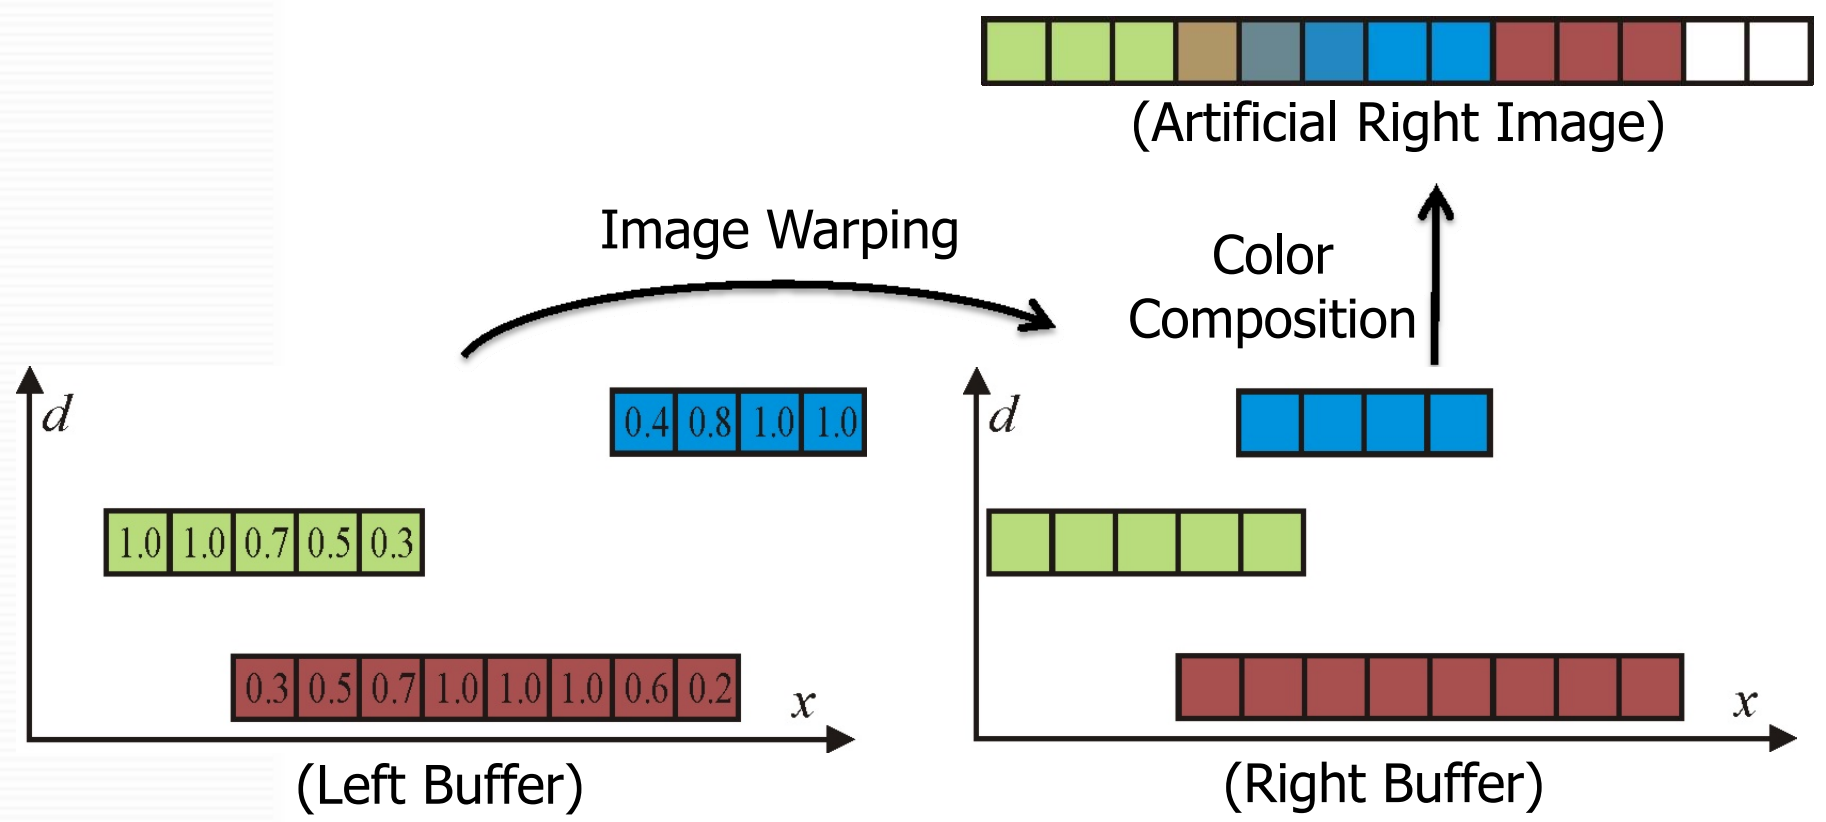 (Artificial Right Image)
Image Warping
Color
Composition
d
0.4 0.8 1.0 1.0
1.0 1.0 0.7 0.5 0.3
0.3 0.5 0.7 1.0 1.0 1.0 0.6 0.2
x
(Left Buffer)
d
x
(Right Buffer)